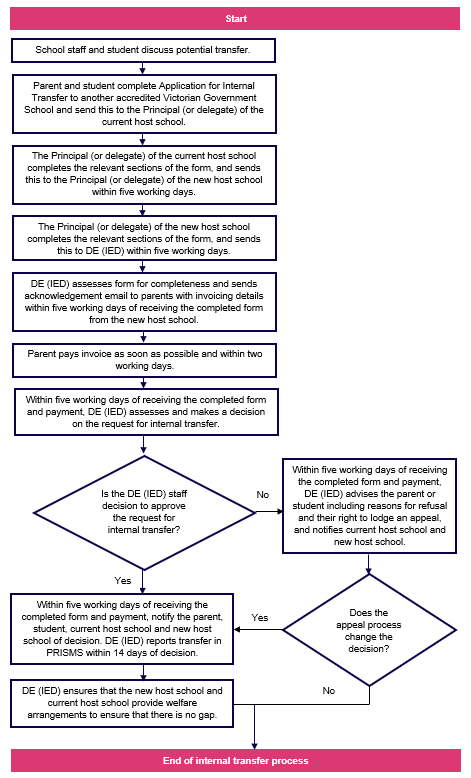 Start
School staff and student discuss potential transfer.
Parent and student complete Application for Internal
Transfer to another accredited Victorian Government
School and send this to the Principal (or delegate) of the
current host school.
The Principal (or delegate) of the current host school
completes the relevant sections of the form, and sends
this to the Principal (or delegate) of the new host school
within five working days.
The Principal (or delegate) of the new host school
completes the relevant sections of the form, and sends
this to DE (IED) within five working days.
DE (IED) assesses form for completeness and sends
acknowledgement email to parents with invoicing details
within five working days of receiving the completed form
from the new host school.
Parent pays invoice as soon as possible and within two
working days.
Within five working days of receiving the completed form
and payment, DE (IED) assesses and makes a decision
on the request for internal transfer.
Is the DE (IED) staff
decision to approve
the request for
internal transfer?
No
Within five working days of receiving
the completed form and payment,
DE (IED) advises the parent or
student including reasons for refusal
and their right to lodge an appeal,
and notifies current host school and
new host school.
Yes
Within five working days of receiving the
completed form and payment, notify the parent,
student, current host school and new host
school of decision. DE (IED) reports transfer in
PRISMS within 14 days of decision.
Yes
Does the
appeal process
change the
decision?
No
DE (IED) ensures that the new host school and
current host school provide welfare
arrangements to ensure that there is no gap.
End of internal transfer process